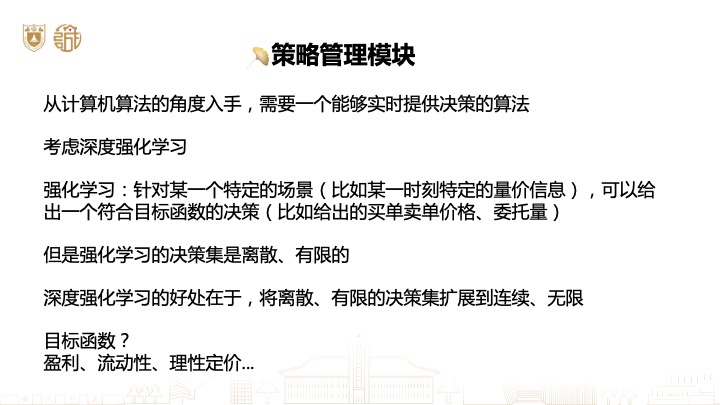 策略管理模块
从计算机算法的角度入手，需要一个能够实时提供决策的算法
考虑深度强化学习
强化学习：针对某一个特定的场景（比如某一时刻特定的量价信息），可以给
出一个符合目标函数的决策（比如给出的买单卖单价格、委托量）
但是强化学习的决策集是离散、有限的
深度强化学习的好处在于，将离散、有限的决策集扩展到连续、无限
目标函数？
盈利、流动性、理性定价...